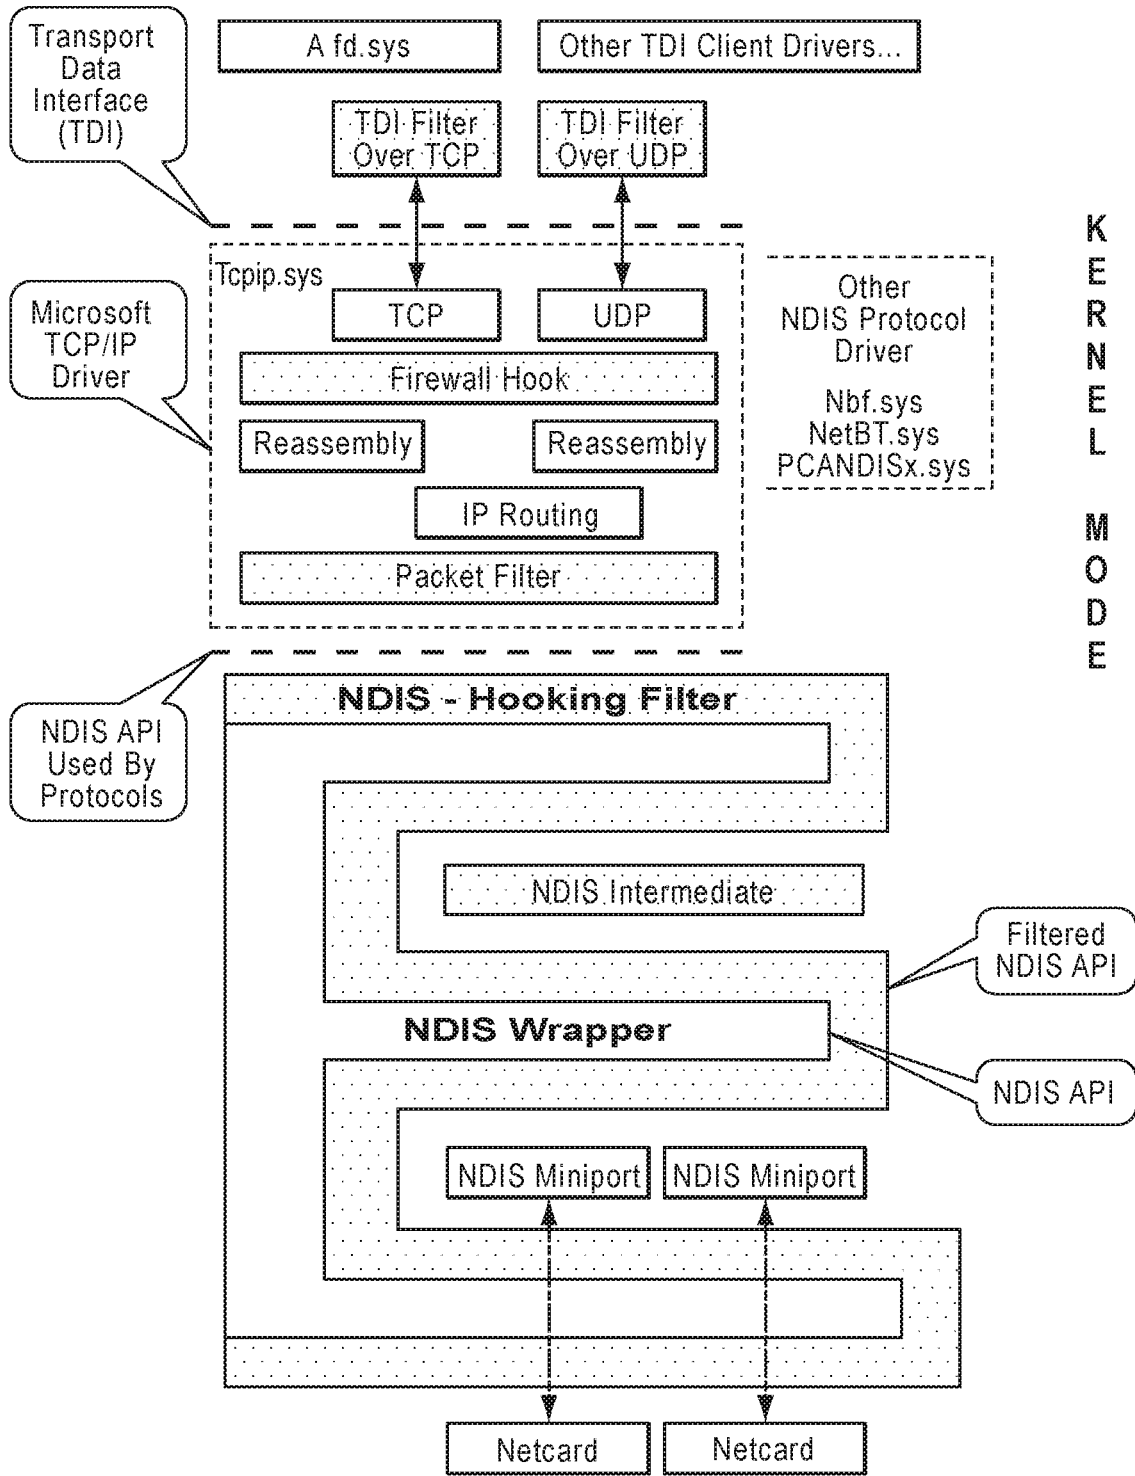 Transport
Data
Interface
(TDI)
A fd.sys
Other TDI Client Drivers...
TDI Filter
Over TCP
TDI Filter
Over UDP
Tcpip.sys
TCP
UDP
Microsoft
TCP/IP
Driver
Firewall Hook
Reassembly
Reassembly
IP Routing
Packet Filter
Other
NDIS Protocol
Driver
Nbf.sys
NetBT.sys
PCANDISx.sys
KERNEL MODE
NDIS API
Used By
Protocols
NDIS - Hooking Filter
NDIS Intermediate
Filtered
NDIS API
NDIS Wrapper
NDIS API
NDIS Miniport
NDIS Miniport
Netcard
Netcard